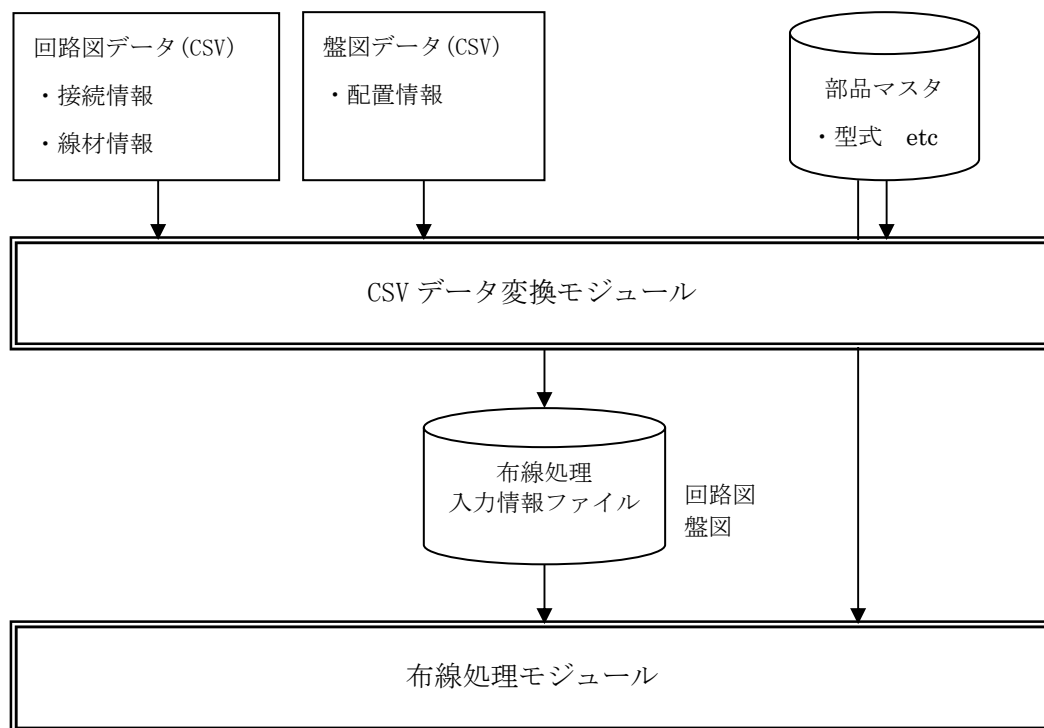 回路図データ(CSV)
・接続情報
・線材情報
盤図データ(CSV)
・配置情報
部品マスタ
・型式　etc
CSV データ変換モジュール
布線処理
入力情報ファイル
回路図
盤図
布線処理モジュール